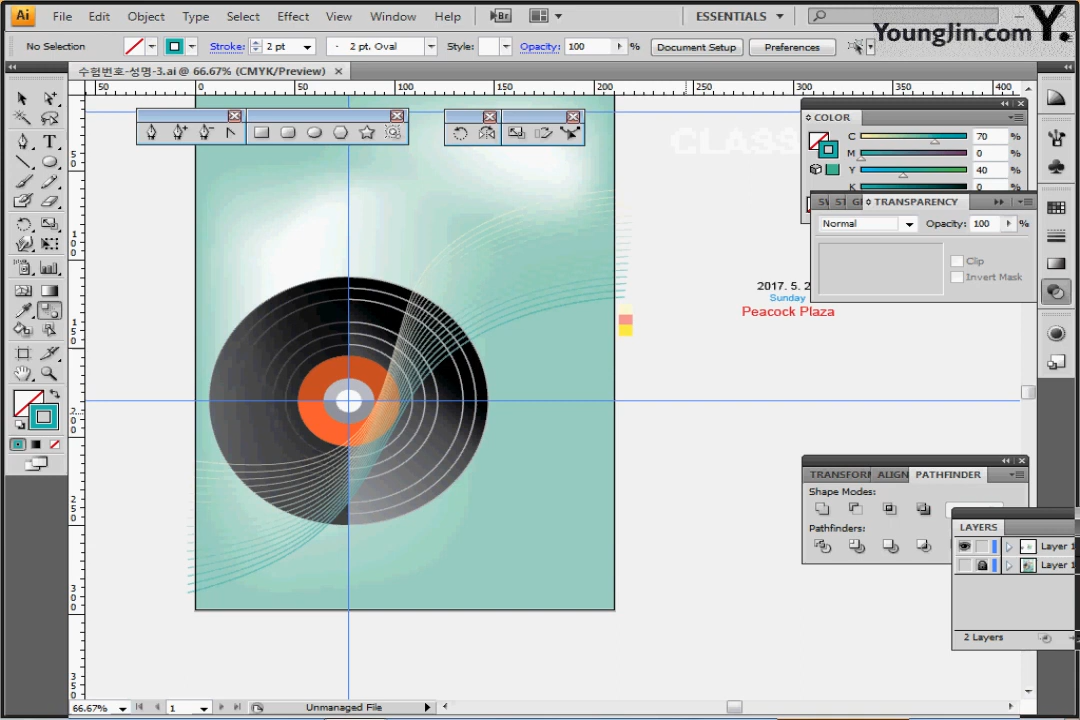 Ai File Edit Object Type Select Effect View Window Help Br ESSENTIALS
YoungJin.com Y.
No Selection Stroke: 2 pt 2 pt. Oval Style: Opacity: 100 % Document Setup Preferences
수험번호-성명-3.ai @ 66.67% (CMYK/Preview)
50 0 50 100 150 200 250 300 350 400
COLOR
C 70 %
M 0 %
Y 40 %
K 0 %
CLASS
TRANSPARENCY
Normal Opacity: 100 %
Clip
Invert Mask
2017. 5. 2
Sunday
Peacock Plaza
TRANSFORM ALIGN PATHFINDER
Shape Modes:
Pathfinders:
LAYERS
Layer 1
Layer 1
2 Layers
66.67% 1 Unmanaged File